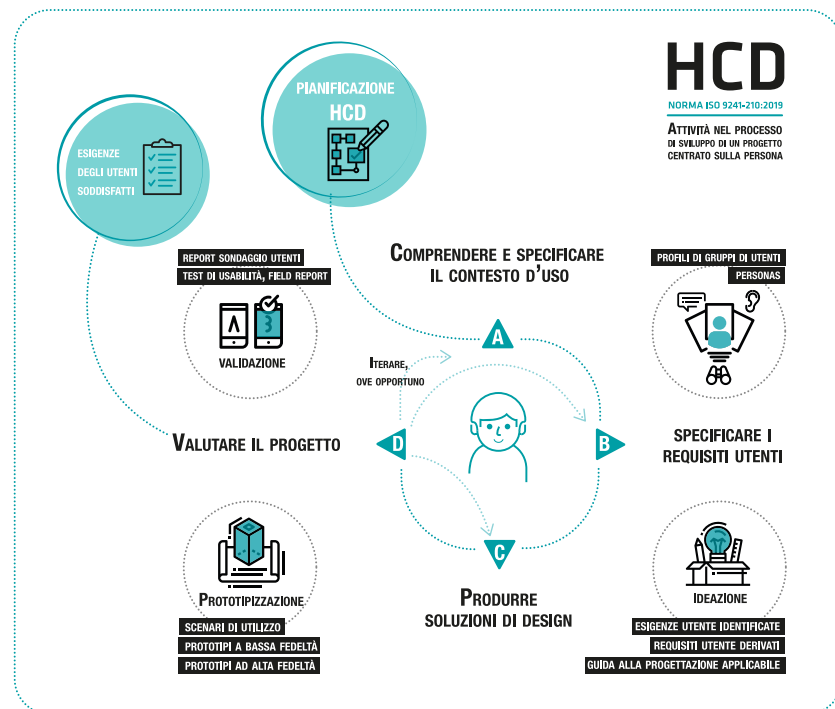 HCD
NORMA ISO 9241-210:2019
ATTIVITÀ NEL PROCESSO
DI SVILUPPO DI UN PROGETTO
CENTRATO SULLA PERSONA
PIANIFICAZIONE
HCD
ESIGENZE
DEGLI UTENTI
SODDISFATTI
REPORT SONDAGGIO UTENTI
TEST DI USABILITÀ, FIELD REPORT
A
B
VALIDAZIONE
COMPRENDERE E SPECIFICARE
IL CONTESTO D'USO
PROFILI DI GRUPPI DI UTENTI
PERSONAS
A
ITERARE,
OVE OPPORTUNO
VALUTARE IL PROGETTO
D
B
SPECIFICARE I
REQUISITI UTENTI
C
PRODURRE
SOLUZIONI DI DESIGN
PROTOTIPIZZAZIONE
SCENARI DI UTILIZZO
PROTOTIPI A BASSA FEDELTÀ
PROTOTIPI AD ALTA FEDELTÀ
IDEAZIONE
ESIGENZE UTENTE IDENTIFICATE
REQUISITI UTENTE DERIVATI
GUIDA ALLA PROGETTAZIONE APPLICABILE